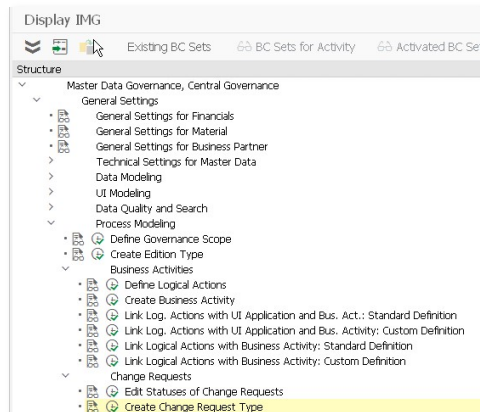 Display IMG
Existing BC Sets BC Sets for Activity Activated BC Se
Structure
Master Data Governance, Central Governance
General Settings
General Settings for Financials
General Settings for Material
General Settings for Business Partner
Technical Settings for Master Data
Data Modeling
UI Modeling
Data Quality and Search
Process Modeling
Define Governance Scope
Create Edition Type
Business Activities
Define Logical Actions
Create Business Activity
Link Log. Actions with UI Application and Bus. Act.: Standard Definition
Link Log. Actions with UI Application and Bus. Activity: Custom Definition
Link Logical Actions with Business Activity: Standard Definition
Link Logical Actions with Business Activity: Custom Definition
Change Requests
Edit Statuses of Change Requests
Create Change Request Type